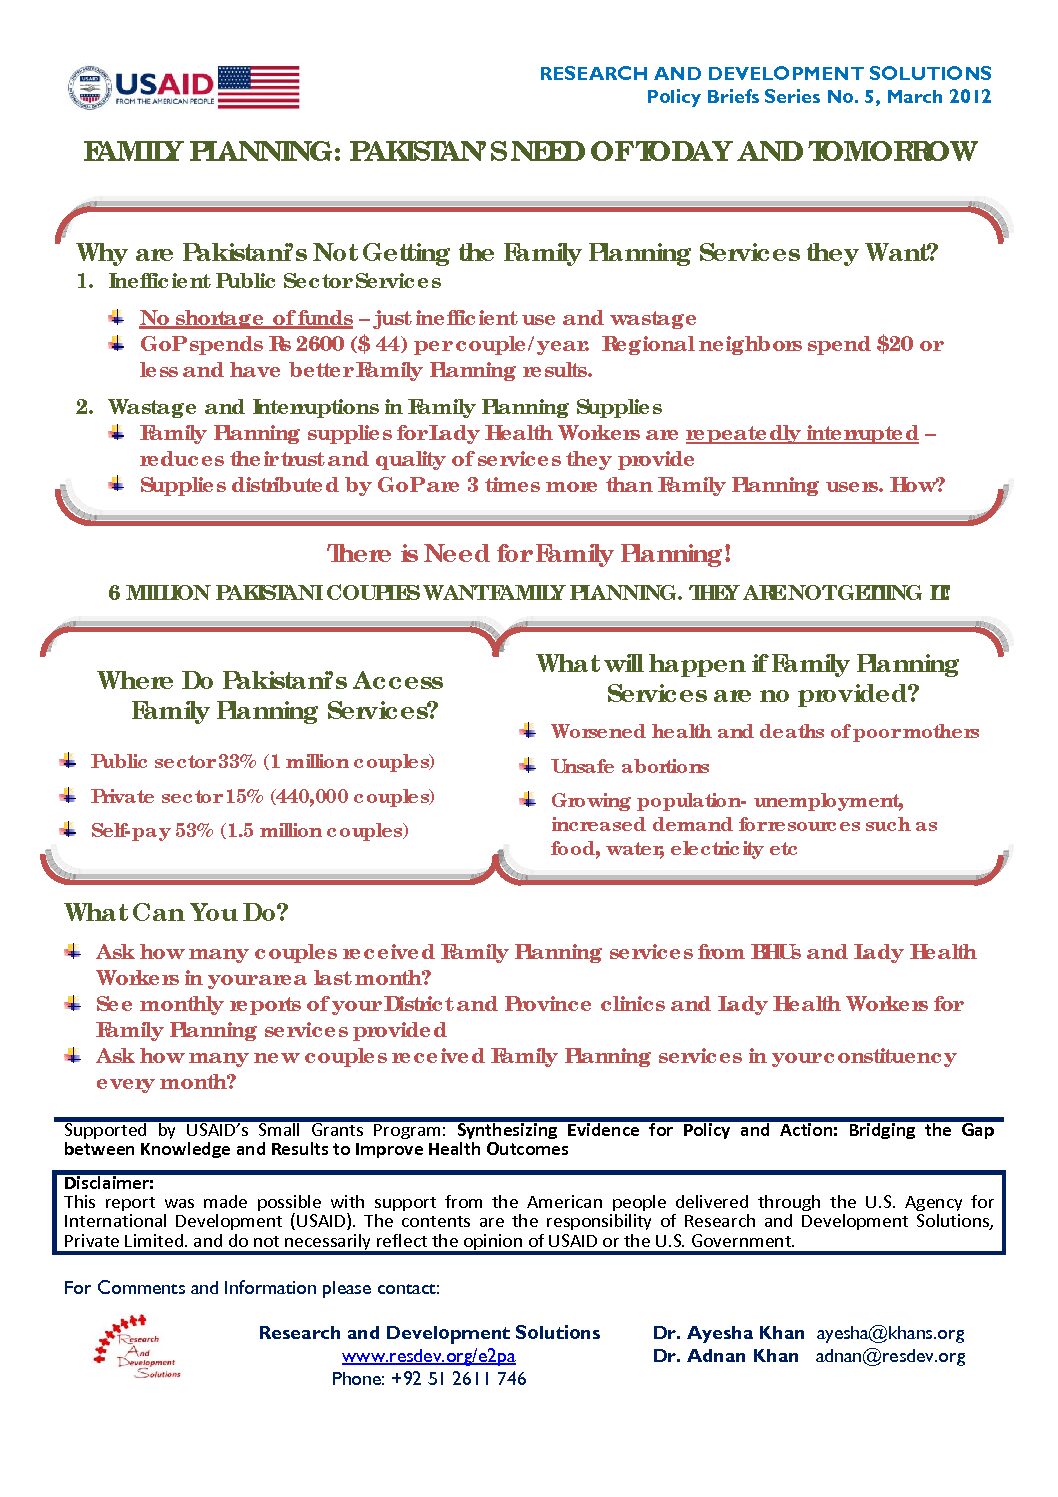 USAID
FROM THE AMERICAN PEOPLE
RESEARCH AND DEVELOPMENT SOLUTIONS
Policy Briefs Series No. 5, March 2012
FAMILY PLANNING: PAKISTAN'S NEED OF TODAY AND TOMORROW
Why are Pakistani's Not Getting the Family Planning Services they Want?
1. Inefficient Public Sector Services
No shortage of funds – just inefficient use and wastage
GoP spends Rs 2600 ($ 44) per couple/year. Regional neighbors spend $20 or
less and have better Family Planning results.
2. Wastage and Interruptions in Family Planning Supplies
Family Planning supplies for Lady Health Workers are repeatedly interrupted –
reduces their trust and quality of services they provide
Supplies distributed by GoP are 3 times more than Family Planning users. How?
There is Need for Family Planning!
6 MILLION PAKISTANI COUPLES WANT FAMILY PLANNING. THEY ARE NOT GETTING IT!
Where Do Pakistani's Access
Family Planning Services?
Public sector 33% (1 million couples)
Private sector 15% (440,000 couples)
Self-pay 53% (1.5 million couples)
What will happen if Family Planning
Services are no provided?
Worsened health and deaths of poor mothers
Unsafe abortions
Growing population- unemployment,
increased demand for resources such as
food, water, electricity etc
What Can You Do?
Ask how many couples received Family Planning services from BHUs and Lady Health
Workers in your area last month?
See monthly reports of your District and Province clinics and Lady Health Workers for
Family Planning services provided
Ask how many new couples received Family Planning services in your constituency
every month?
Supported by USAID's Small Grants Program: Synthesizing Evidence for Policy and Action: Bridging the Gap
between Knowledge and Results to Improve Health Outcomes
Disclaimer:
This report was made possible with support from the American people delivered through the U.S. Agency for
International Development (USAID). The contents are the responsibility of Research and Development Solutions,
Private Limited. and do not necessarily reflect the opinion of USAID or the U.S. Government.
For Comments and Information please contact:
Research
And
Development
Solutions
Research and Development Solutions
www.resdev.org/e2pa
Phone: +92 51 2611 746
Dr. Ayesha Khan ayesha@khans.org
Dr. Adnan Khan adnan@resdev.org